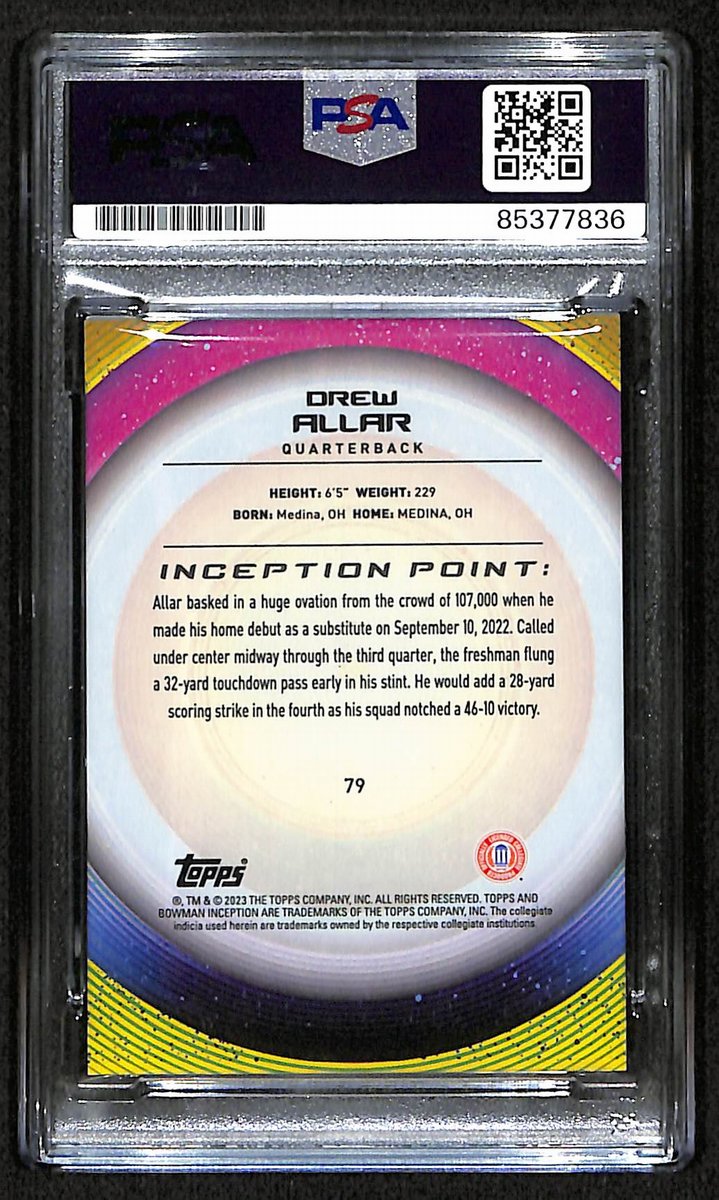 PSA
85377836
DREW
ALLAR
QUARTERBACK
HEIGHT: 6'5" WEIGHT: 229
BORN: Medina, OH HOME: MEDINA, OH
INCEPTION POINT:
Allar basked in a huge ovation from the crowd of 107,000 when he
made his home debut as a substitute on September 10, 2022. Called
under center midway through the third quarter, the freshman flung
a 32-yard touchdown pass early in his stint. He would add a 28-yard
scoring strike in the fourth as his squad notched a 46-10 victory.
79
topps
OFFICIALLY LICENSED COLLEGIATE PRODUCTS
®, TM & © 2023 THE TOPPS COMPANY, INC. ALL RIGHTS RESERVED. TOPPS AND
BOWMAN INCEPTION ARE TRADEMARKS OF THE TOPPS COMPANY, INC. The collegiate
indicia used herein are trademarks owned by the respective collegiate institutions.